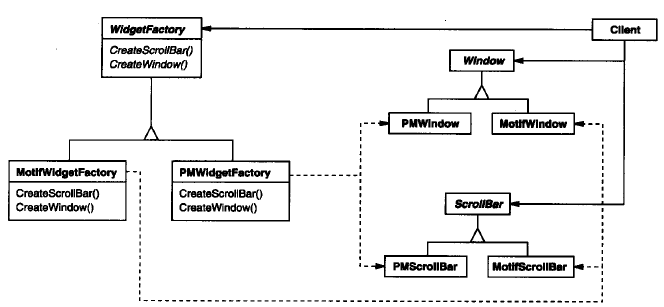 WidgetFactory
CreateScrollBar()
CreateWindow()
Client
Window
PMWindow
MotifWindow
MotifWidgetFactory
CreateScrollBar()
CreateWindow()
PMWidgetFactory
CreateScrollBar()
CreateWindow()
ScrollBar
PMScrollBar
MotifScrollBar